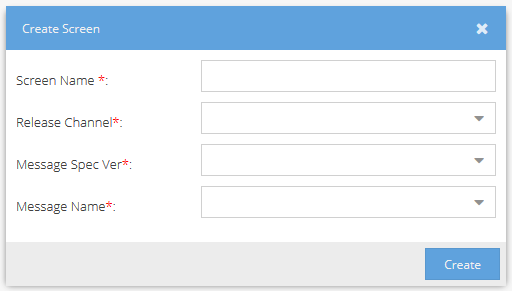 Create Screen
Screen Name *:
Release Channel*:
Message Spec Ver*:
Message Name*:
Create